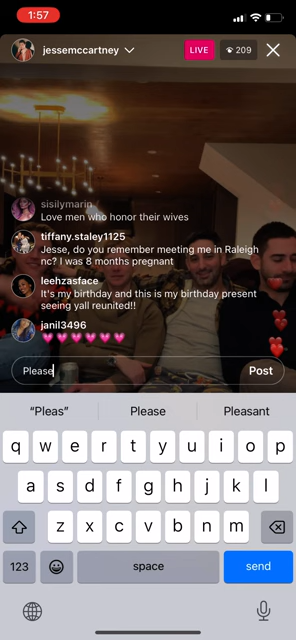 1:57
jessemccartney
LIVE
209
sisilymarin
Love men who honor their wives
tiffany.staley1125
Jesse, do you remember meeting me in Raleigh
nc? I was 8 months pregnant
leehzasface
It's my birthday and this is my birthday present
seeing yall reunited!!
janil3496
💗💗💗💗💗💗
Please
Post
"Pleas"
Please
Pleasant
q w e r t y u i o p
a s d f g h j k l
z x c v b n m
123
space
send